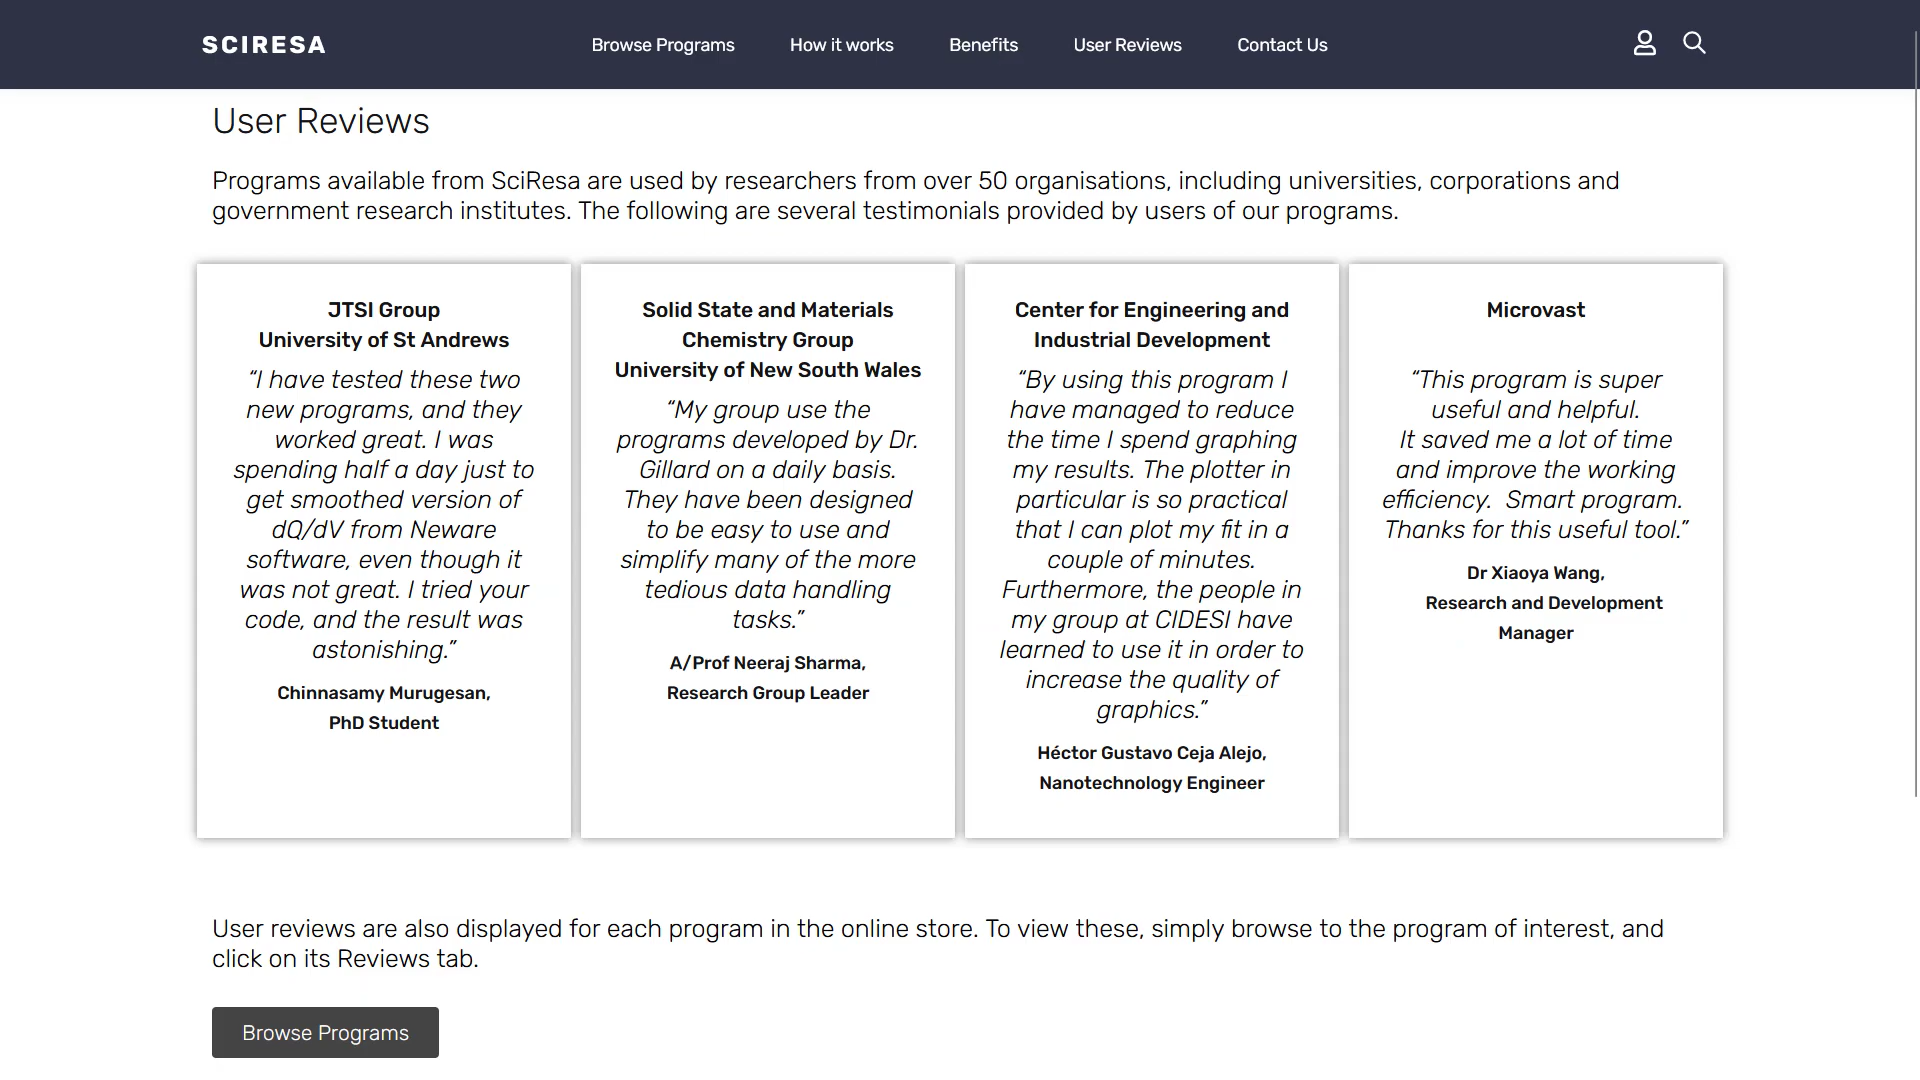 SCIRESA
Browse Programs
How it works
Benefits
User Reviews
Contact Us
User Reviews
Programs available from SciResa are used by researchers from over 50 organisations, including universities, corporations and
government research institutes. The following are several testimonials provided by users of our programs.
JTSI Group
University of St Andrews
“I have tested these two
new programs, and they
worked great. I was
spending half a day just to
get smoothed version of
dQ/dV from Neware
software, even though it
was not great. I tried your
code, and the result was
astonishing.”
Chinnasamy Murugesan,
PhD Student
Solid State and Materials
Chemistry Group
University of New South Wales
“My group use the
programs developed by Dr.
Gillard on a daily basis.
They have been designed
to be easy to use and
simplify many of the more
tedious data handling
tasks.”
A/Prof Neeraj Sharma,
Research Group Leader
Center for Engineering and
Industrial Development
“By using this program I
have managed to reduce
the time I spend graphing
my results. The plotter in
particular is so practical
that I can plot my fit in a
couple of minutes.
Furthermore, the people in
my group at CIDESI have
learned to use it in order to
increase the quality of
graphics.”
Héctor Gustavo Ceja Alejo,
Nanotechnology Engineer
Microvast
“This program is super
useful and helpful.
It saved me a lot of time
and improve the working
efficiency.  Smart program.
Thanks for this useful tool.”
Dr Xiaoya Wang,
Research and Development
Manager
User reviews are also displayed for each program in the online store. To view these, simply browse to the program of interest, and
click on its Reviews tab.
Browse Programs